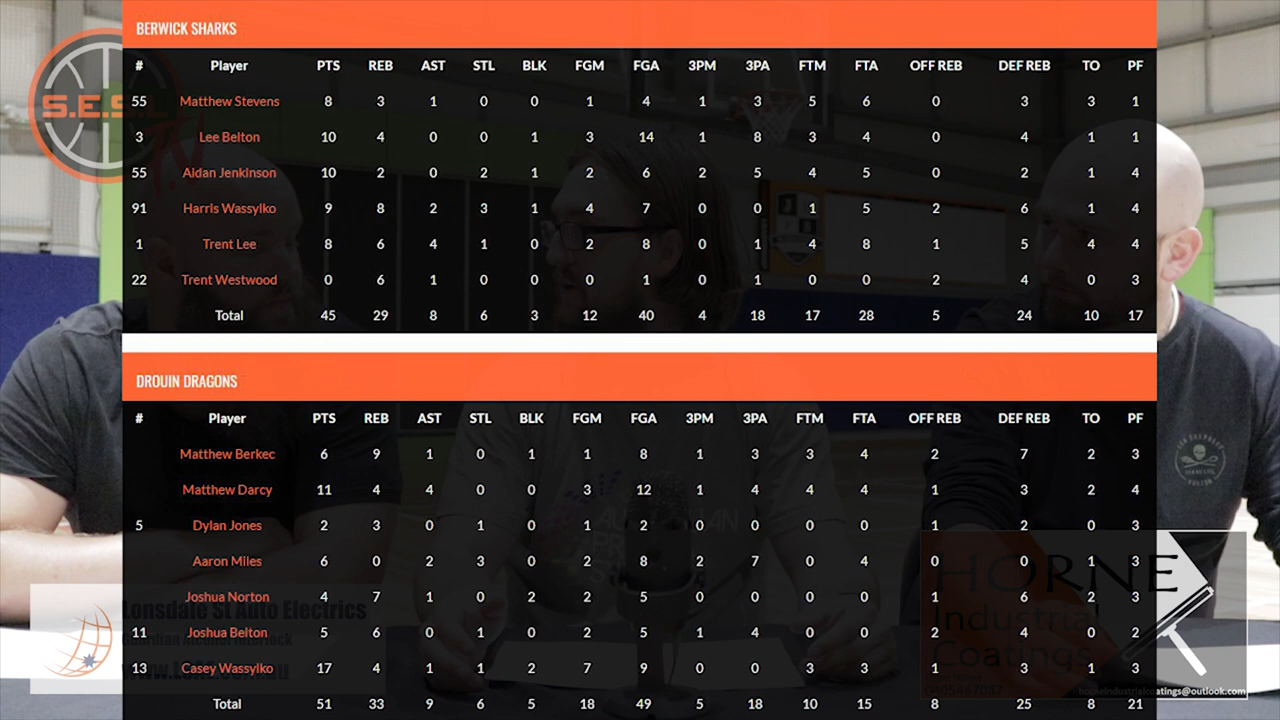 BERWICK SHARKS
# Player PTS REB AST STL BLK FGM FGA 3PM 3PA FTM FTA OFF REB DEF REB TO PF
55 Matthew Stevens 8 3 1 0 0 1 4 1 3 5 6 0 3 3 1
S.E.S.L
3 Lee Belton 10 4 0 0 1 3 14 1 8 3 4 0 4 1 1
55 Aidan Jenkinson 10 2 0 2 1 2 6 2 5 4 5 0 2 1 4
91 Harris Wassylko 9 8 2 3 1 4 7 0 0 1 5 2 6 1 4
1 Trent Lee 8 6 4 1 0 2 8 0 1 4 8 1 5 4 4
22 Trent Westwood 0 6 1 0 0 0 1 0 1 0 0 2 4 0 3
Total 45 29 8 6 3 12 40 4 18 17 28 5 24 10 17
DROUIN DRAGONS
# Player PTS REB AST STL BLK FGM FGA 3PM 3PA FTM FTA OFF REB DEF REB TO PF
Matthew Berkec 6 9 1 0 1 1 8 1 3 3 4 2 7 2 3
Matthew Darcy 11 4 4 0 0 3 12 1 4 4 4 1 3 2 4
5 Dylan Jones 2 3 0 1 0 1 2 0 0 0 0 1 2 0 3
Aaron Miles 6 0 2 3 0 2 8 2 7 0 4 0 0 1 3
HORNE
Joshua Norton 4 7 1 0 2 2 5 0 0 0 0 1 6 2 3
Lonsdale St Auto Electrics
Industrial
11 Joshua Belton 5 6 0 1 0 2 5 1 4 0 0 2 4 0 2
Guardian Alcohol Interlock
Coatings
13 Casey Wassylko 17 4 1 1 2 7 9 0 0 3 3 1 3 1 3
horneindustrialcoatings@outlook.com
Total 51 33 9 6 5 18 49 5 18 10 15 8 25 8 21